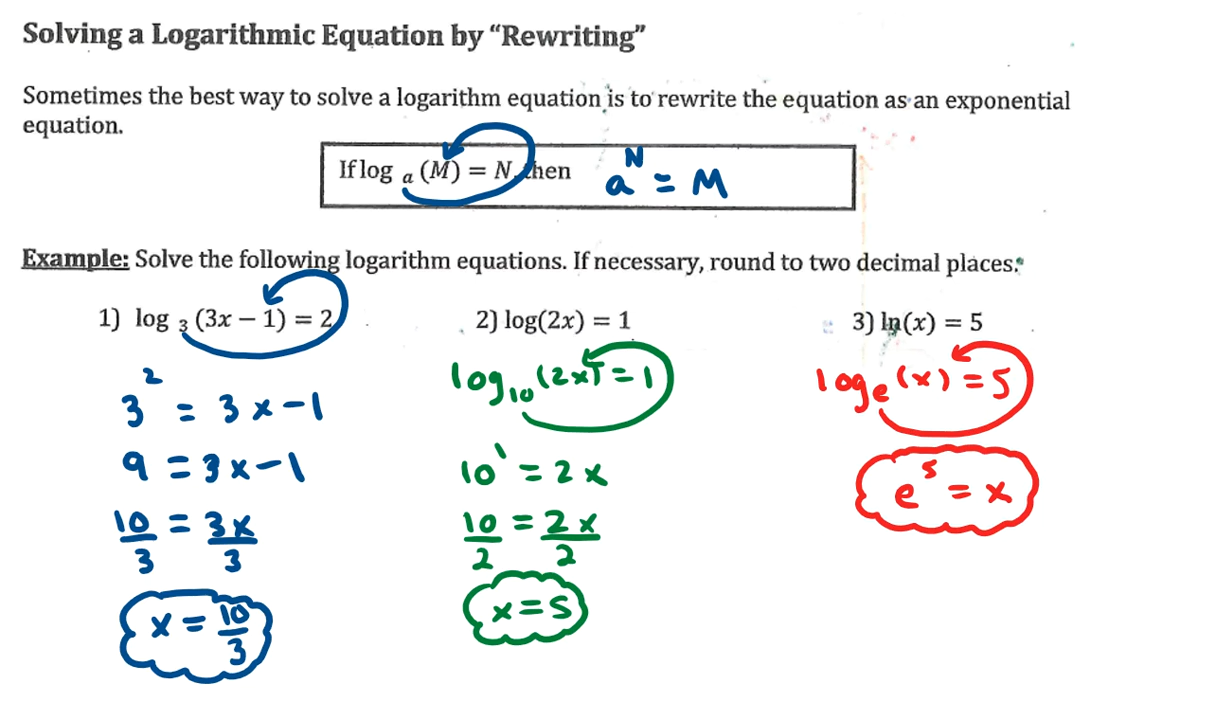 Solving a Logarithmic Equation by “Rewriting”
Sometimes the best way to solve a logarithm equation is to rewrite the equation as an exponential
equation.
If log a (M) = N, then a^N = M
Example: Solve the following logarithm equations. If necessary, round to two decimal places.
1) log 3 (3x − 1) = 2
3^2 = 3x-1
9 = 3x-1
10/3 = 3x/3
x = 10/3
2) log(2x) = 1
log10 (2x) = 1
10^1 = 2x
10/2 = 2x/2
x=5
3) ln(x) = 5
loge (x) = 5
e^5 = x